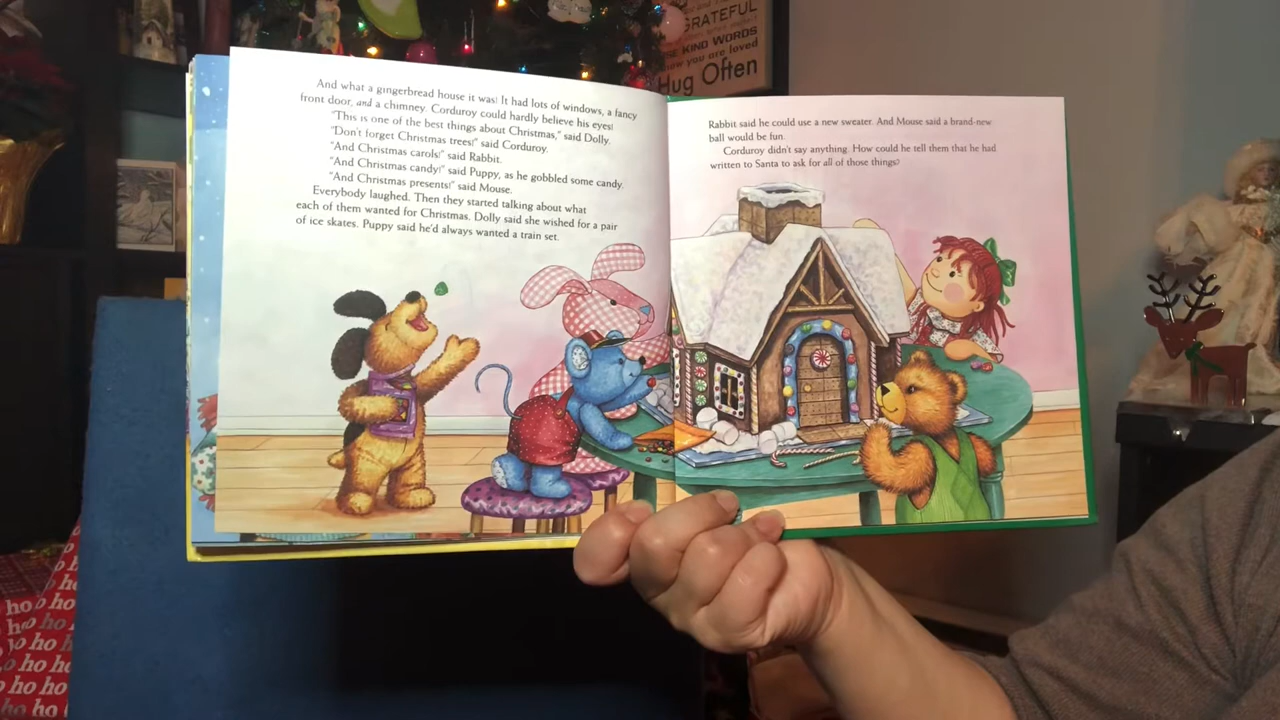 And what a gingerbread house it was! It had lots of windows, a fancy
front door, and a chimney. Corduroy could hardly believe his eyes!
"This is one of the best things about Christmas," said Dolly.
"Don't forget Christmas trees!" said Corduroy.
"And Christmas carols!" said Rabbit.
"And Christmas candy!" said Puppy, as he gobbled some candy.
"And Christmas presents!" said Mouse.
Everybody laughed. Then they started talking about what
each of them wanted for Christmas. Dolly said she wished for a pair
of ice skates. Puppy said he'd always wanted a train set.
Rabbit said he could use a new sweater. And Mouse said a brand-new
ball would be fun.
Corduroy didn't say anything. How could he tell them that he had
written to Santa to ask for all of those things?
GRATEFUL
KIND WORDS
you are loved
Hug Often
ho ho
ho ho
ho ho ho
o ho ho
ho ho
ho ho